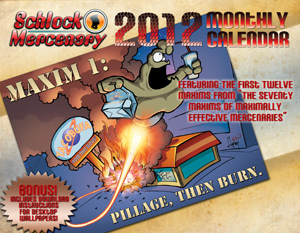 Schlock
Mercenary
2012 MONTHLY
CALENDAR
MAXIM 1:
FEATURING THE FIRST TWELVE
MAXIMS FROM "THE SEVENTY
MAXIMS OF MAXIMALLY
EFFECTIVE MERCENARIES"
PILLAGE, THEN BURN.
BONUS!
INCLUDES DOWNLOAD
INSTRUCTIONS
FOR DESKTOP
WALLPAPERS!